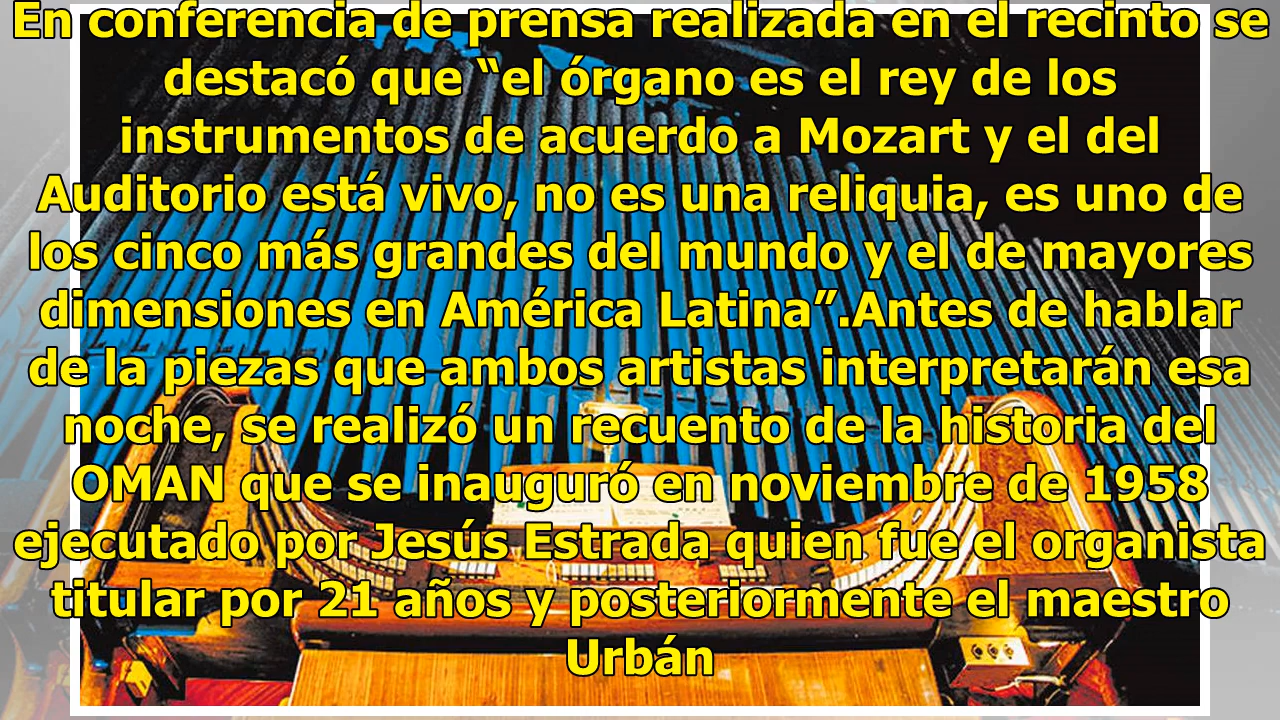 En conferencia de prensa realizada en el recinto se
destacó que “el órgano es el rey de los
instrumentos de acuerdo a Mozart y el del
Auditorio está vivo, no es una reliquia, es uno de
los cinco más grandes del mundo y el de mayores
dimensiones en América Latina”.Antes de hablar
de la piezas que ambos artistas interpretarán esa
noche, se realizó un recuento de la historia del
OMAN que se inauguró en noviembre de 1958
ejecutado por Jesús Estrada quien fue el organista
titular por 21 años y posteriormente el maestro
Urbán